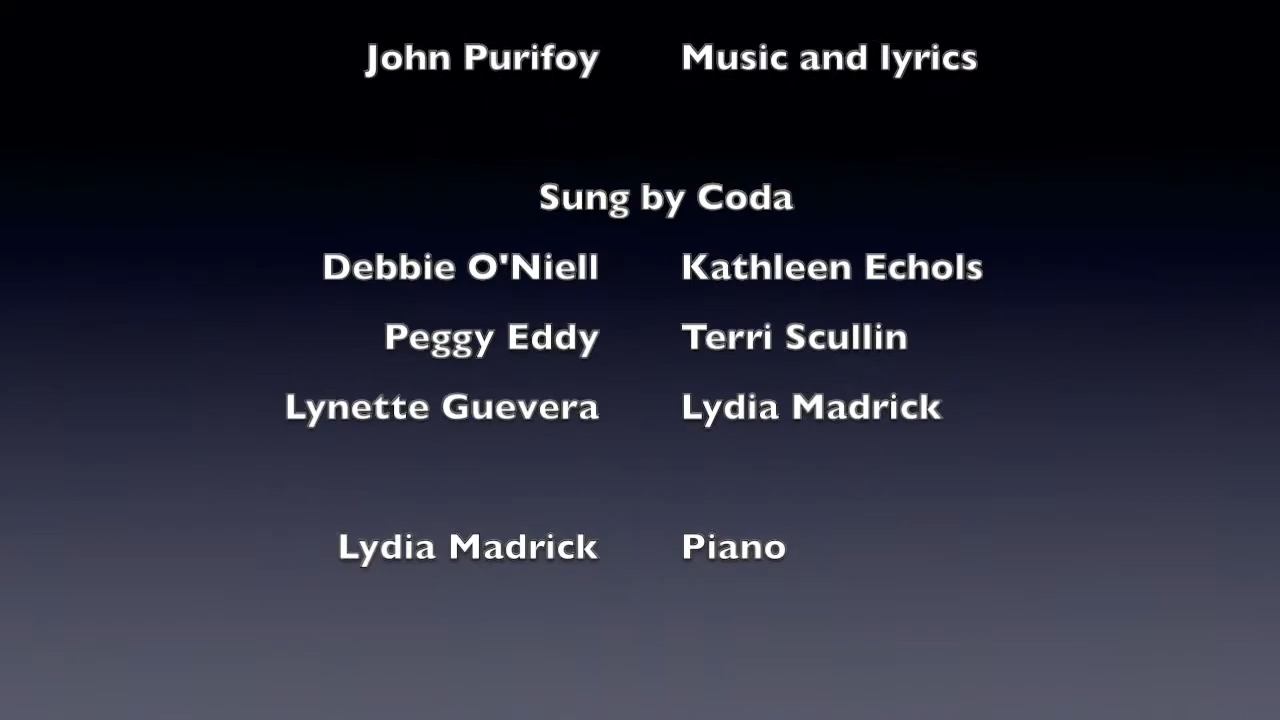 John Purifoy Music and lyrics
Sung by Coda
Debbie O'Niell Kathleen Echols
Peggy Eddy Terri Scullin
Lynette Guevera Lydia Madrick
Lydia Madrick Piano